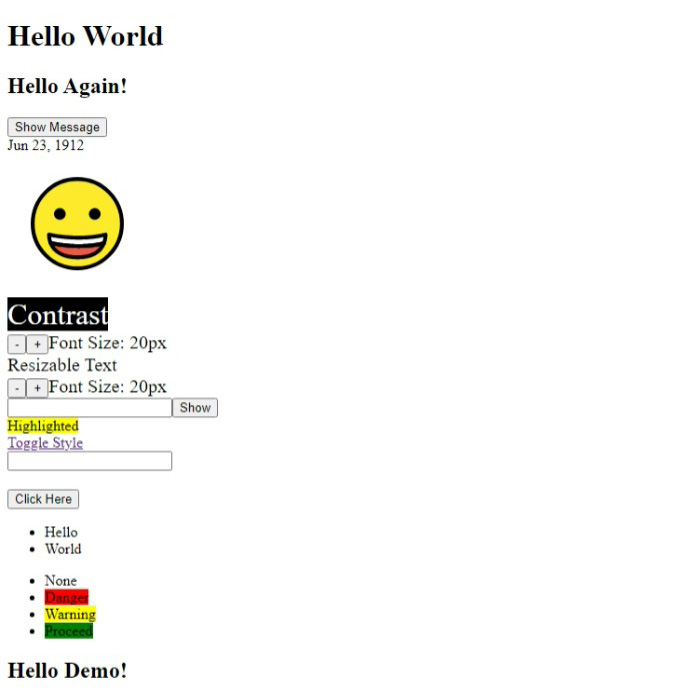 Hello World
Hello Again!
Show Message
Jun 23, 1912
Contrast
- + Font Size: 20px
Resizable Text
- + Font Size: 20px
Show
Highlighted
Toggle Style
Click Here
Hello
World
None
Danger
Warning
Proceed
Hello Demo!